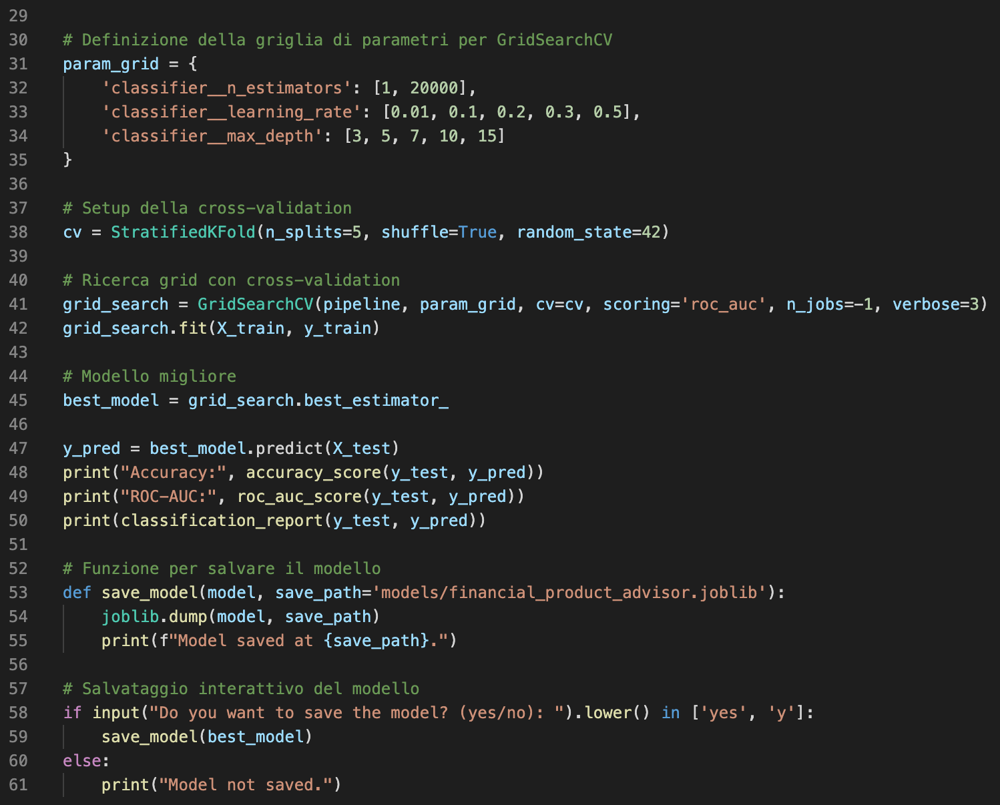 29
30 # Definizione della griglia di parametri per GridSearchCV
31 param_grid = {
32     'classifier__n_estimators': [1, 20000],
33     'classifier__learning_rate': [0.01, 0.1, 0.2, 0.3, 0.5],
34     'classifier__max_depth': [3, 5, 7, 10, 15]
35 }
36
37 # Setup della cross-validation
38 cv = StratifiedKFold(n_splits=5, shuffle=True, random_state=42)
39
40 # Ricerca grid con cross-validation
41 grid_search = GridSearchCV(pipeline, param_grid, cv=cv, scoring='roc_auc', n_jobs=-1, verbose=3)
42 grid_search.fit(X_train, y_train)
43
44 # Modello migliore
45 best_model = grid_search.best_estimator_
46
47 y_pred = best_model.predict(X_test)
48 print("Accuracy:", accuracy_score(y_test, y_pred))
49 print("ROC-AUC:", roc_auc_score(y_test, y_pred))
50 print(classification_report(y_test, y_pred))
51
52 # Funzione per salvare il modello
53 def save_model(model, save_path='models/financial_product_advisor.joblib'):
54     joblib.dump(model, save_path)
55     print(f"Model saved at {save_path}.")
56
57 # Salvataggio interattivo del modello
58 if input("Do you want to save the model? (yes/no): ").lower() in ['yes', 'y']:
59     save_model(best_model)
60 else:
61     print("Model not saved.")